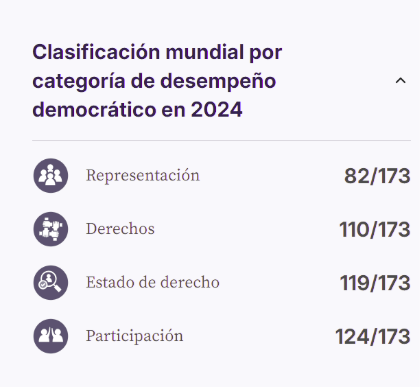 Clasificación mundial por
categoría de desempeño
democrático en 2024
Representación 82/173
Derechos 110/173
Estado de derecho 119/173
Participación 124/173